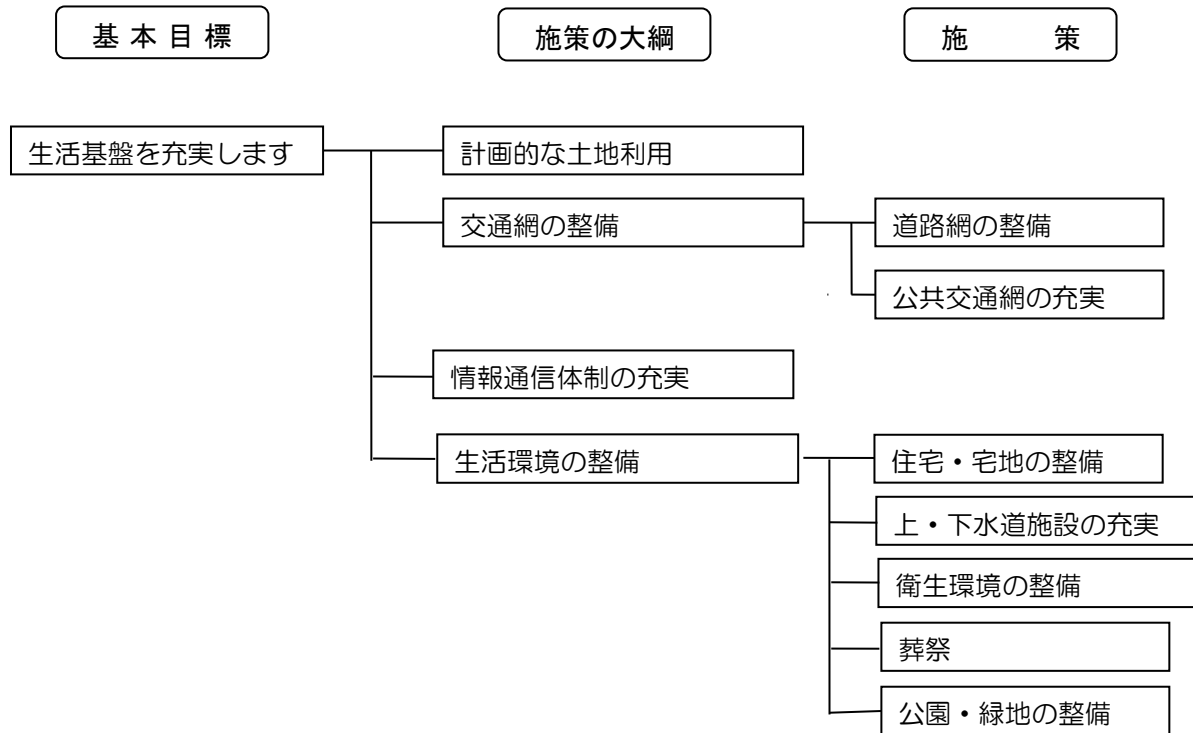 基本目標
施策の大綱
施　　策
生活基盤を充実します
計画的な土地利用
交通網の整備
道路網の整備
公共交通網の充実
情報通信体制の充実
生活環境の整備
住宅・宅地の整備
上・下水道施設の充実
衛生環境の整備
葬祭
公園・緑地の整備